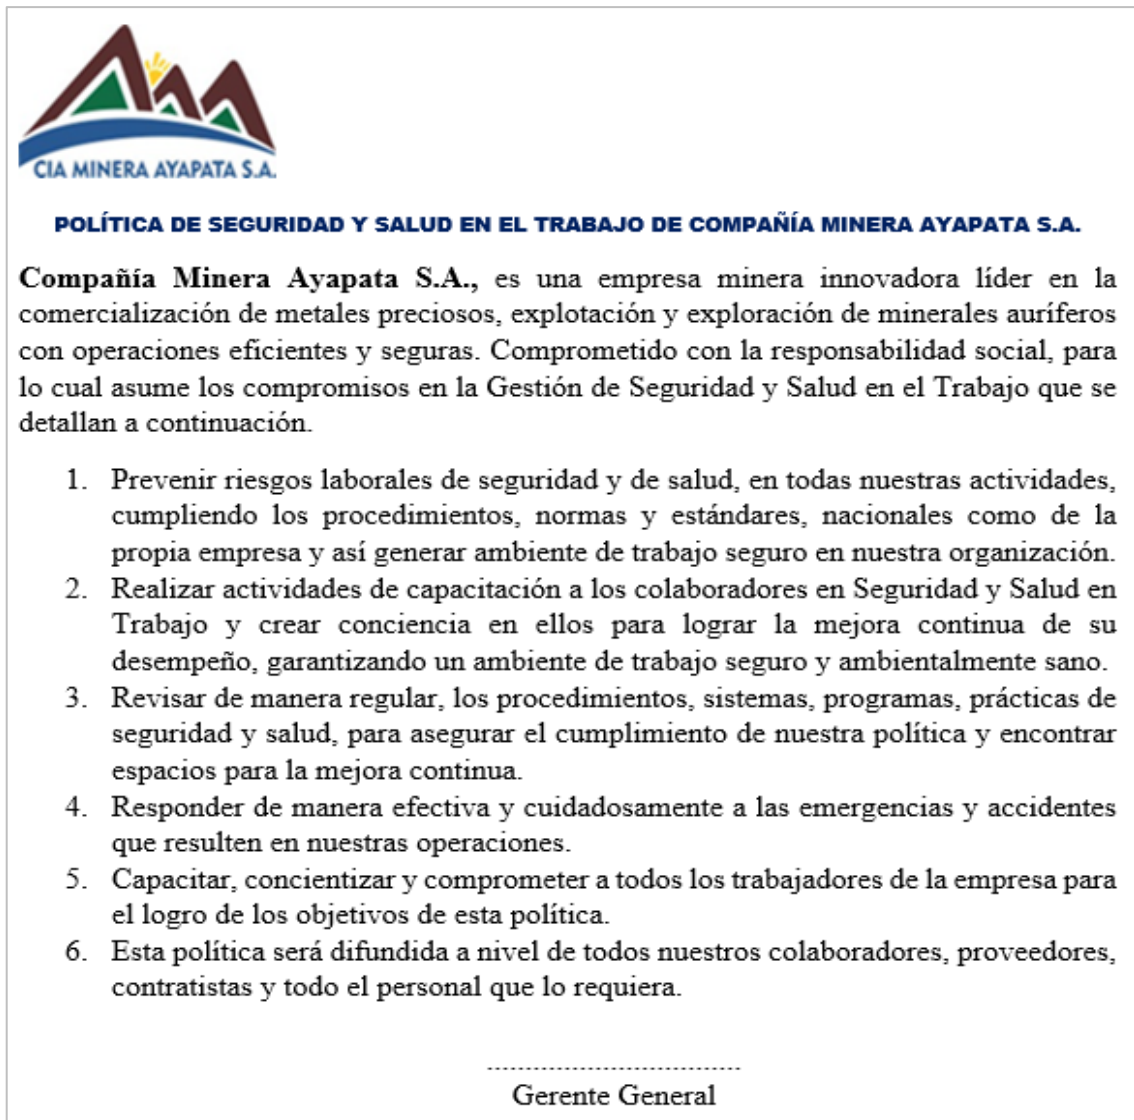 CIA MINERA AYAPATA S.A.
POLÍTICA DE SEGURIDAD Y SALUD EN EL TRABAJO DE COMPAÑÍA MINERA AYAPATA S.A.
Compañía Minera Ayapata S.A., es una empresa minera innovadora líder en la
comercialización de metales preciosos, explotación y exploración de minerales auríferos
con operaciones eficientes y seguras. Comprometido con la responsabilidad social, para
lo cual asume los compromisos en la Gestión de Seguridad y Salud en el Trabajo que se
detallan a continuación.
1. Prevenir riesgos laborales de seguridad y de salud, en todas nuestras actividades,
cumpliendo los procedimientos, normas y estándares, nacionales como de la
propia empresa y así generar ambiente de trabajo seguro en nuestra organización.
2. Realizar actividades de capacitación a los colaboradores en Seguridad y Salud en
Trabajo y crear conciencia en ellos para lograr la mejora continua de su
desempeño, garantizando un ambiente de trabajo seguro y ambientalmente sano.
3. Revisar de manera regular, los procedimientos, sistemas, programas, prácticas de
seguridad y salud, para asegurar el cumplimiento de nuestra política y encontrar
espacios para la mejora continua.
4. Responder de manera efectiva y cuidadosamente a las emergencias y accidentes
que resulten en nuestras operaciones.
5. Capacitar, concientizar y comprometer a todos los trabajadores de la empresa para
el logro de los objetivos de esta política.
6. Esta política será difundida a nivel de todos nuestros colaboradores, proveedores,
contratistas y todo el personal que lo requiera.
.................................
Gerente General